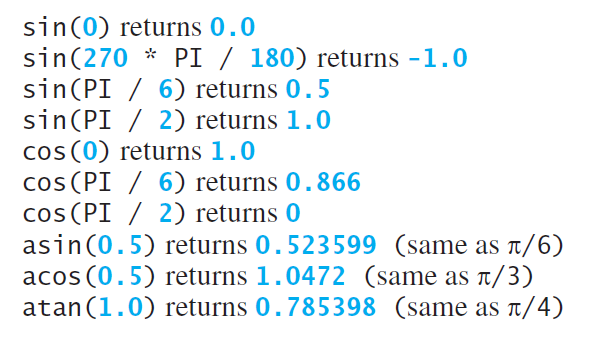 sin(0) returns 0.0
sin(270 * PI / 180) returns -1.0
sin(PI / 6) returns 0.5
sin(PI / 2) returns 1.0
cos(0) returns 1.0
cos(PI / 6) returns 0.866
cos(PI / 2) returns 0
asin(0.5) returns 0.523599 (same as π/6)
acos(0.5) returns 1.0472 (same as π/3)
atan(1.0) returns 0.785398 (same as π/4)